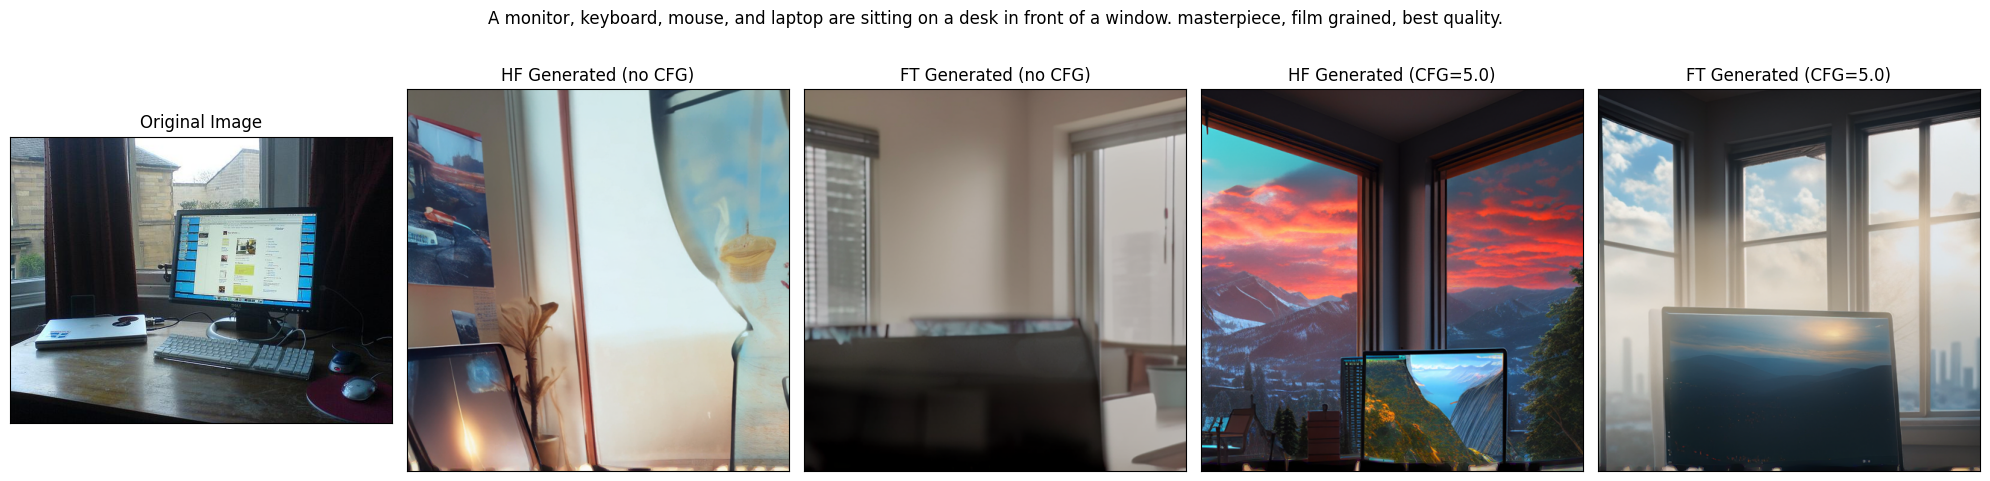 A monitor, keyboard, mouse, and laptop are sitting on a desk in front of a window. masterpiece, film grained, best quality.
Original Image
HF Generated (no CFG)
FT Generated (no CFG)
HF Generated (CFG=5.0)
FT Generated (CFG=5.0)